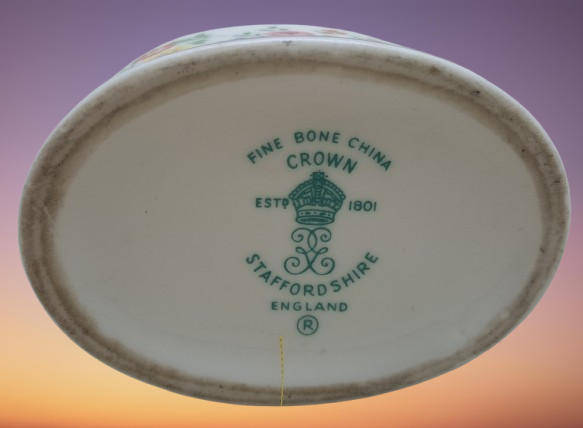 FINE BONE CHINA
CROWN
ESTD 1801
STAFFORDSHIRE
ENGLAND
®